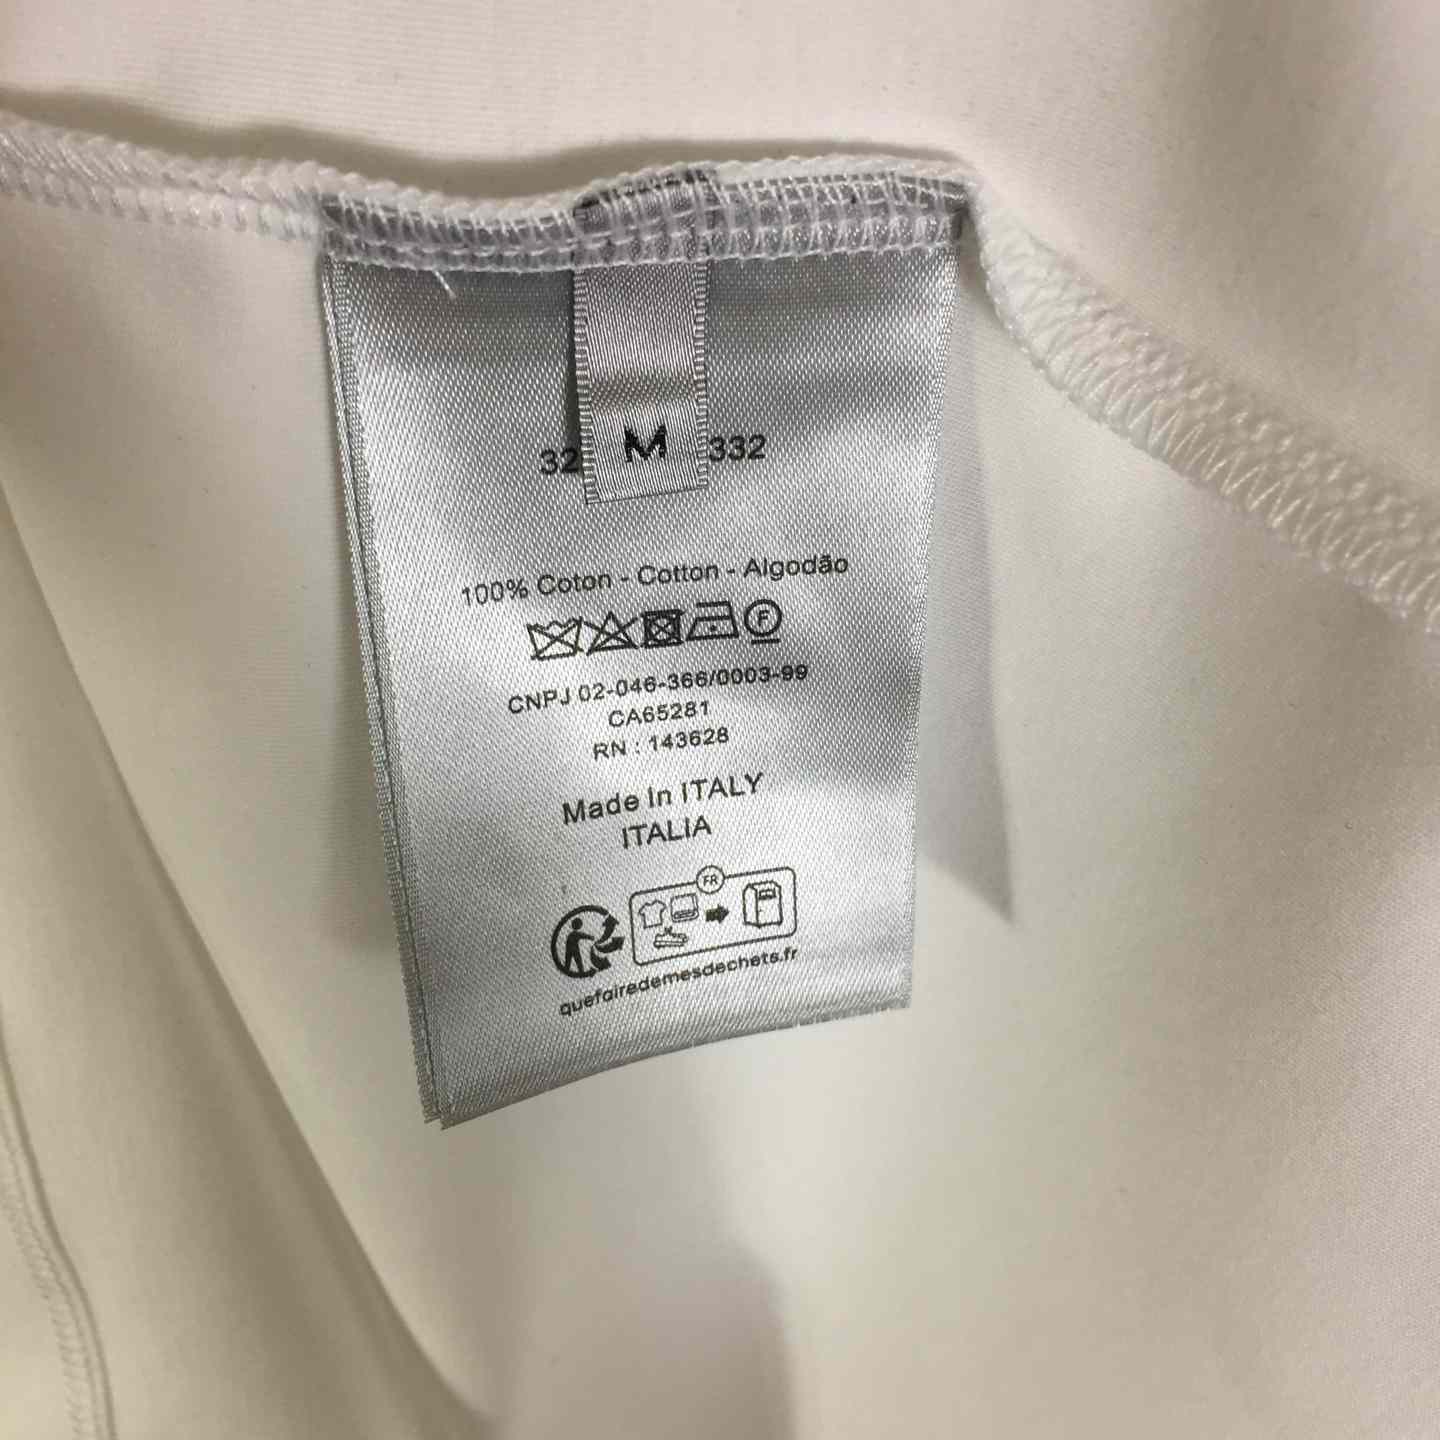 32 M 332
100% Coton - Cotton - Algodão
F
CNPJ 02-046-366/0003-99
CA65281
RN : 143628
Made In ITALY
ITALIA
FR
quefairedemesdechets.fr